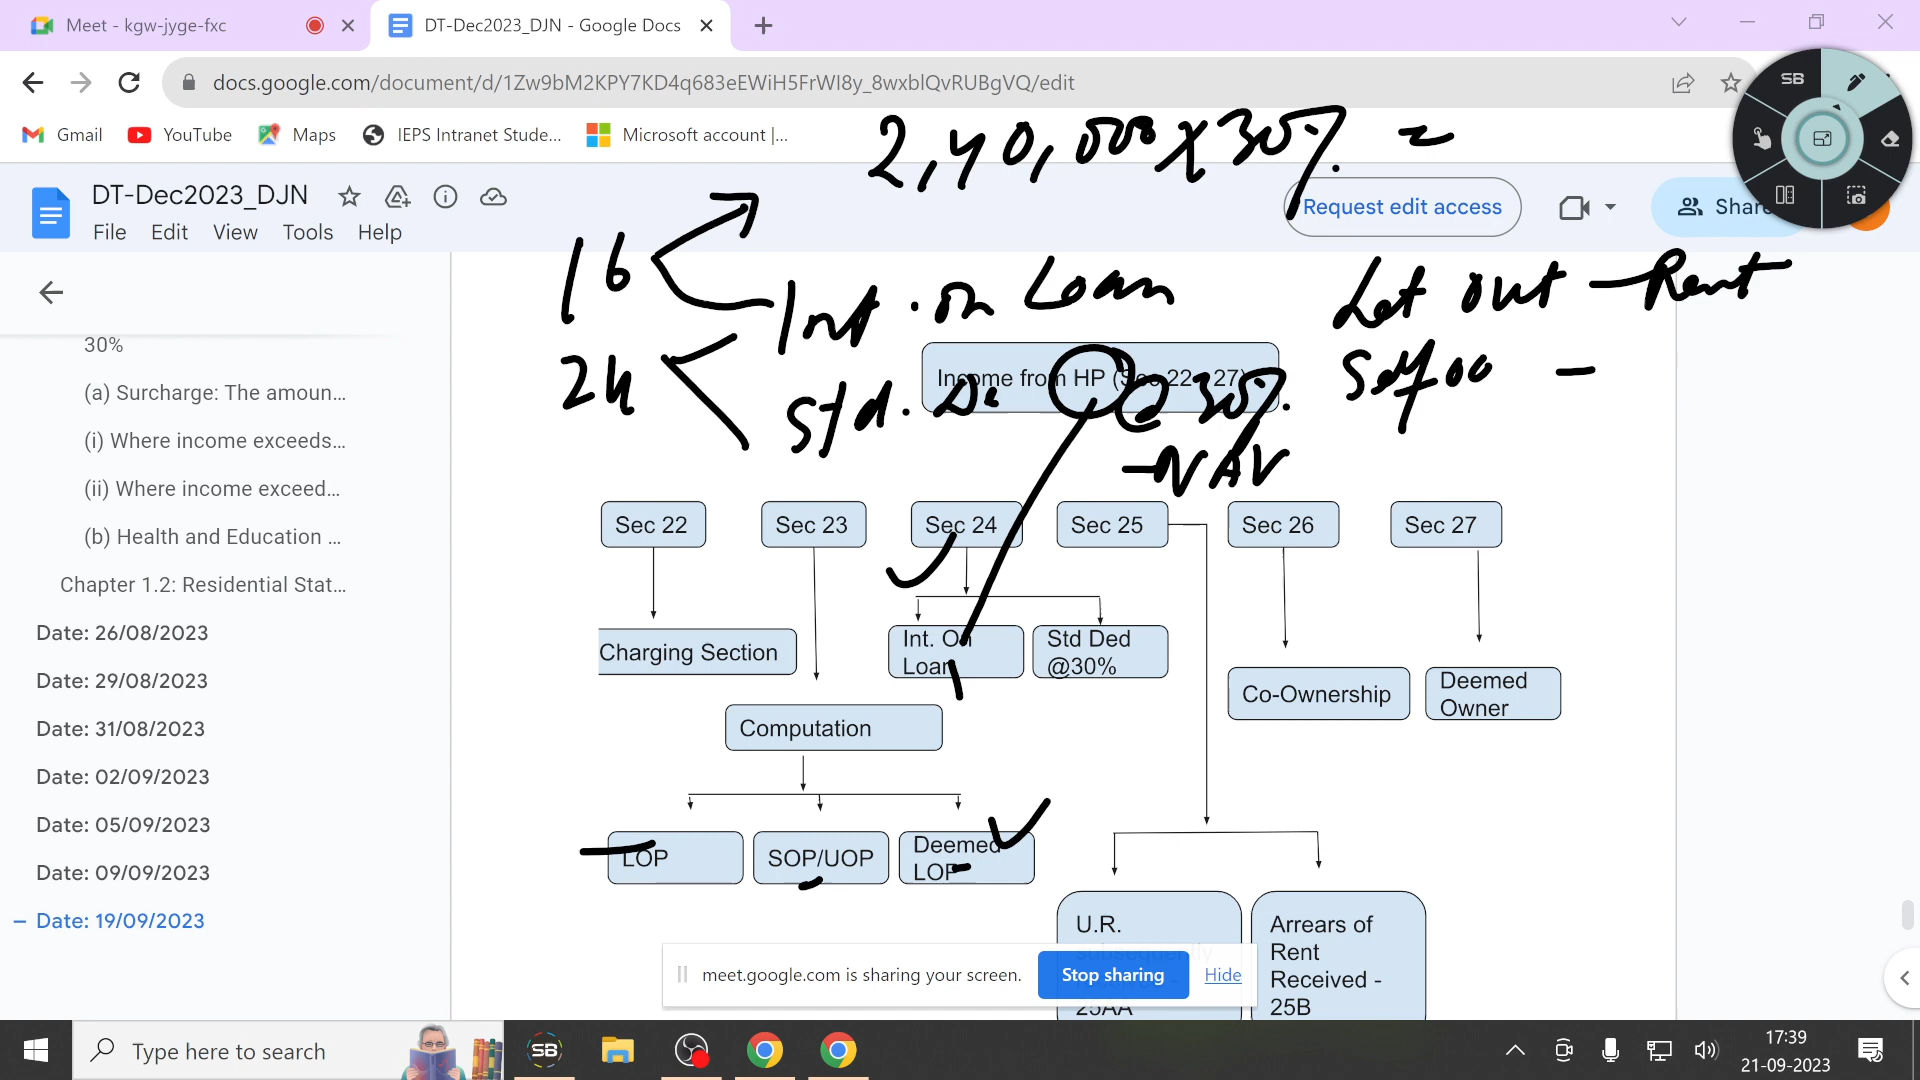 Meet - kgw-jyge-fxc
DT-Dec2023_DJN - Google Docs
docs.google.com/document/d/1Zw9bM2KPY7KD4q683eEWiH5FrWI8y_8wxblQvRUBgVQ/edit
SB
Gmail
YouTube
Maps
IEPS Intranet Stude...
Microsoft account |...
2,40,000 x 30% =
DT-Dec2023_DJN
Request edit access
Share
File Edit View Tools Help
16
Int. on Loan
Let out - Rent
24
Std. De @ 30%
Self oc -
- NAV
30%
(a) Surcharge: The amoun...
(i) Where income exceeds...
(ii) Where income exceed...
(b) Health and Education ...
Chapter 1.2: Residential Stat...
Date: 26/08/2023
Date: 29/08/2023
Date: 31/08/2023
Date: 02/09/2023
Date: 05/09/2023
Date: 09/09/2023
Date: 19/09/2023
Income from HP (Sec 22 - 27)
Sec 22
Sec 23
Sec 24
Sec 25
Sec 26
Sec 27
Charging Section
Int. On
Loan
Std Ded
@30%
Co-Ownership
Deemed
Owner
Computation
LOP
SOP/UOP
Deemed
LOP
U.R.
subsequently
25AA
Arrears of
Rent
Received -
25B
meet.google.com is sharing your screen.
Stop sharing
Hide
Type here to search
SB
17:39
21-09-2023